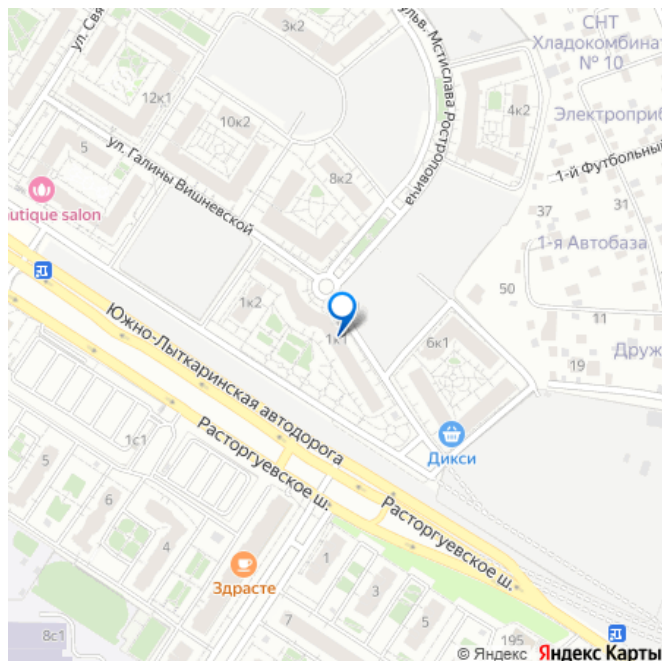 3к2
ул. Свя
ульв. Мстислава Ростроповича
СНТ
Хладокомбинат
№ 10
12к1
10к2
4к2
Электроприб
5
ул. Галины Вишневской
8к2
1-й Футбольный
utique salon
37
31
1-я Автобаза
1к2
50
Южно-Лыткаринская автодорога
1к1
6к1
11
Друж
19
1с1
Расторгуевское ш.
Дикси
5
6
4
Расторгуевское ш.
Здрасте
1
3
5
7
8с1
195
© Яндекс Яндекс Карты